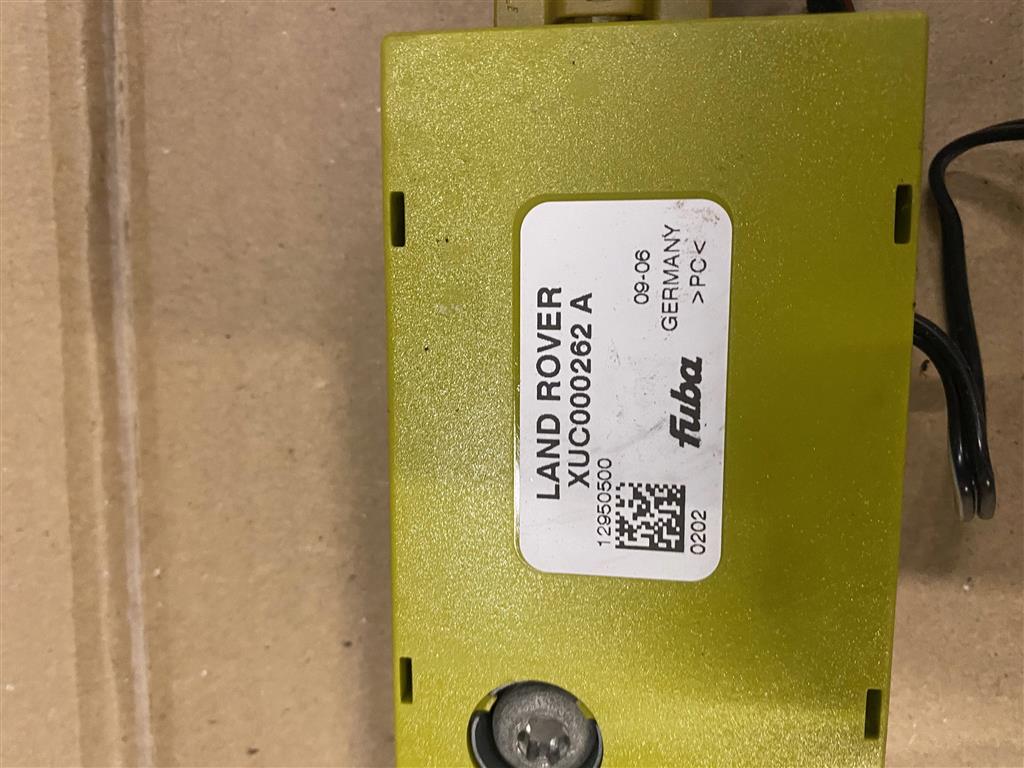 LAND ROVER
XUC000262 A
12950500
0202
fuba
09-06
GERMANY
>PC<